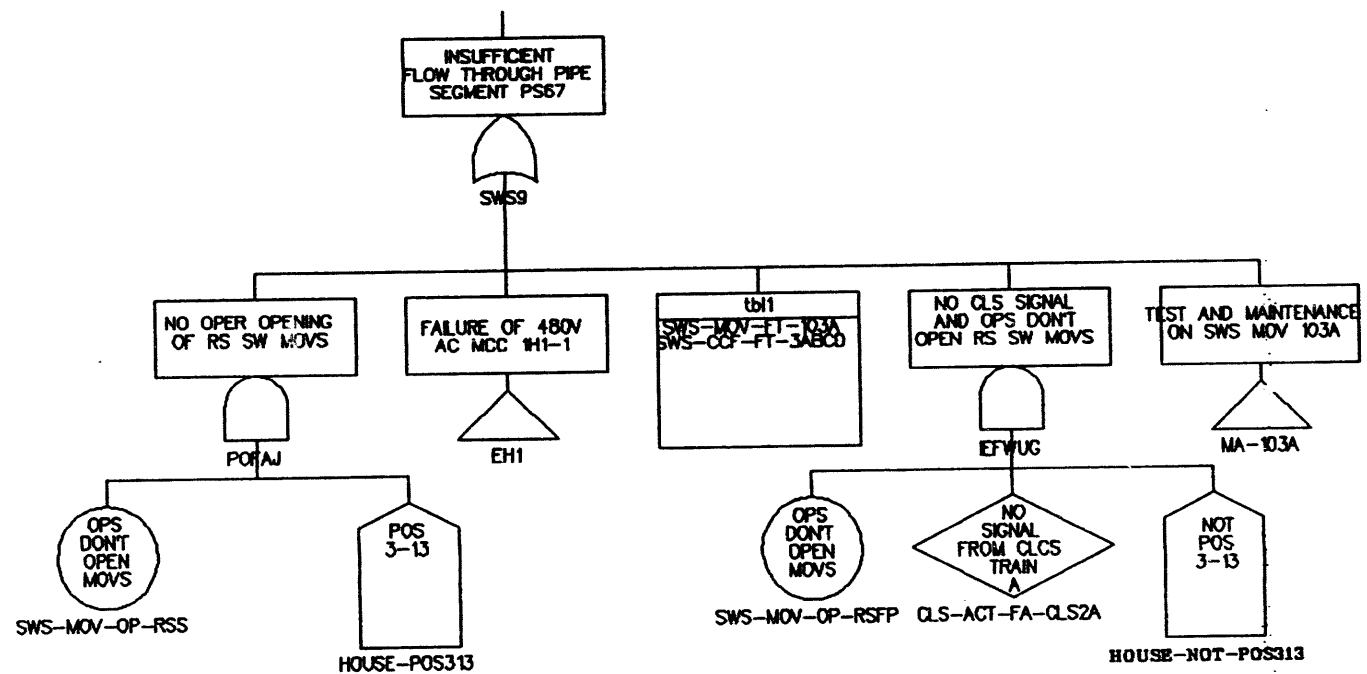 INSUFFICIENT
FLOW THROUGH PIPE
SEGMENT PS67
SWS9
NO OPER OPENING
OF RS SW MOVS
POFAJ
FAILURE OF 480V
AC MCC 1H1-1
EH1
tbl1
SWS-MOV-FT-103A
SWS-CCF-FT-3ABCD
NO CLS SIGNAL
AND OPS DON'T
OPEN RS SW MOVS
IEFWUG
TEST AND MAINTENANCE
ON SWS MOV 103A
MA-103A
OPS
DON'T
OPEN
MOVS
SWS-MOV-OP-RSS
POS
3-13
HOUSE-POS313
OPS
DON'T
OPEN
MOVS
SWS-MOV-OP-RSFP
NO
SIGNAL
FROM CLCS
TRAIN
A
CLS-ACT-FA-CLS2A
NOT
POS
3-13
HOUSE-NOT-POS313